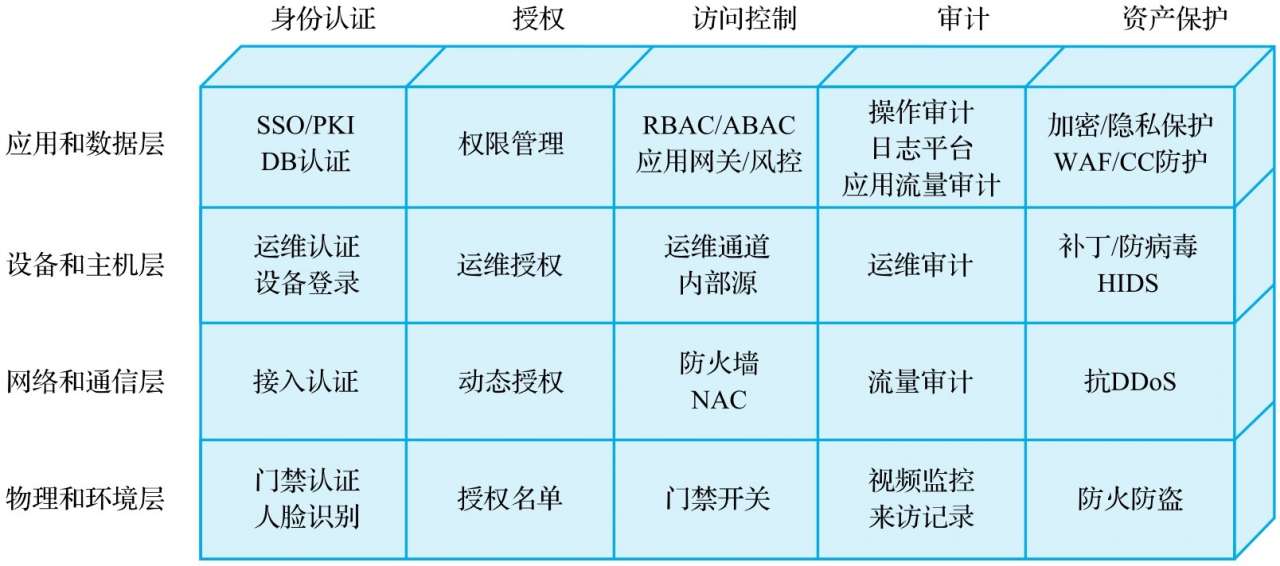 身份认证 授权 访问控制 审计 资产保护
应用和数据层
SSO/PKI
DB认证
权限管理
RBAC/ABAC
应用网关/风控
操作审计
日志平台
应用流量审计
加密/隐私保护
WAF/CC防护
设备和主机层
运维认证
设备登录
运维授权
运维通道
内部源
运维审计
补丁/防病毒
HIDS
网络和通信层
接入认证
动态授权
防火墙
NAC
流量审计
抗DDoS
物理和环境层
门禁认证
人脸识别
授权名单
门禁开关
视频监控
来访记录
防火防盗